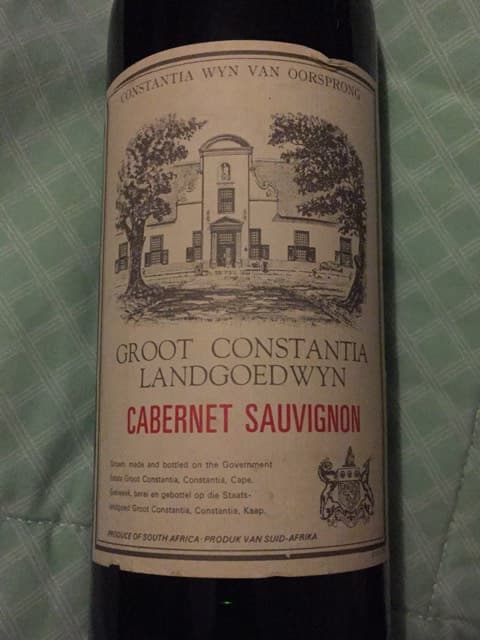 CONSTANTIA WYN VAN OORSPRONG
GROOT CONSTANTIA
LANDGOEDWYN
CABERNET SAUVIGNON
Grown, made and bottled on the Government
Estate Groot Constantia, Constantia, Cape.
Gekweek, berei en gebottel op die Staats-
landgoed Groot Constantia, Constantia, Kaap.
PRODUCE OF SOUTH AFRICA · PRODUK VAN SUID-AFRIKA